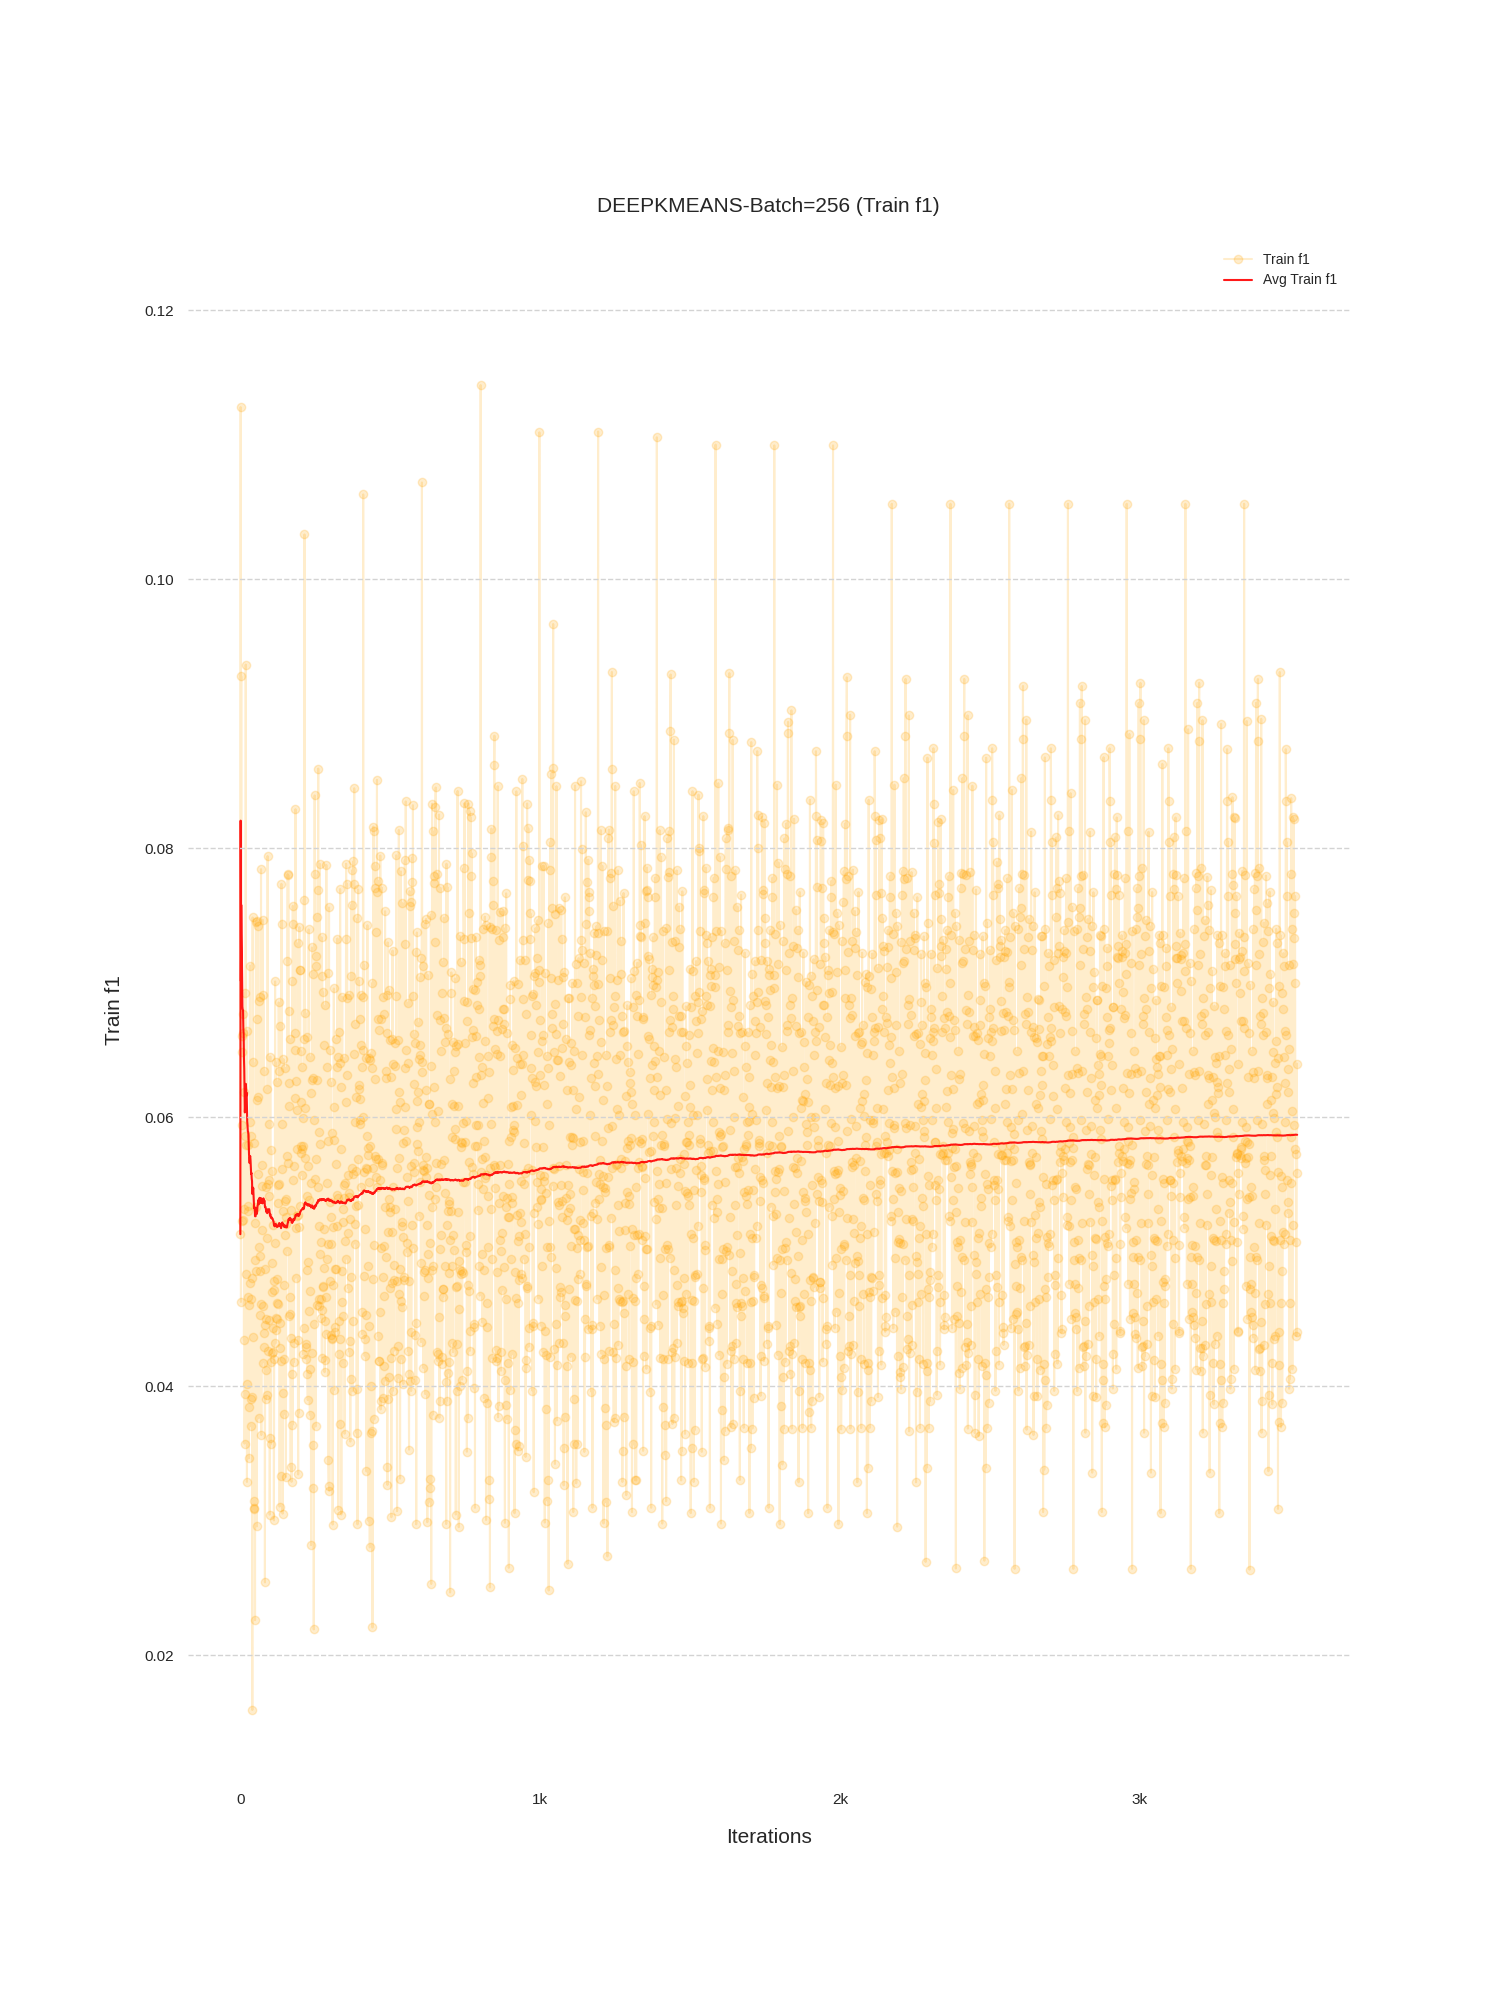 DEEPKMEANS-Batch=256 (Train f1)
Train f1
Avg Train f1
0.12
0.10
0.08
0.06
0.04
0.02
Train f1
0 1k 2k 3k
Iterations